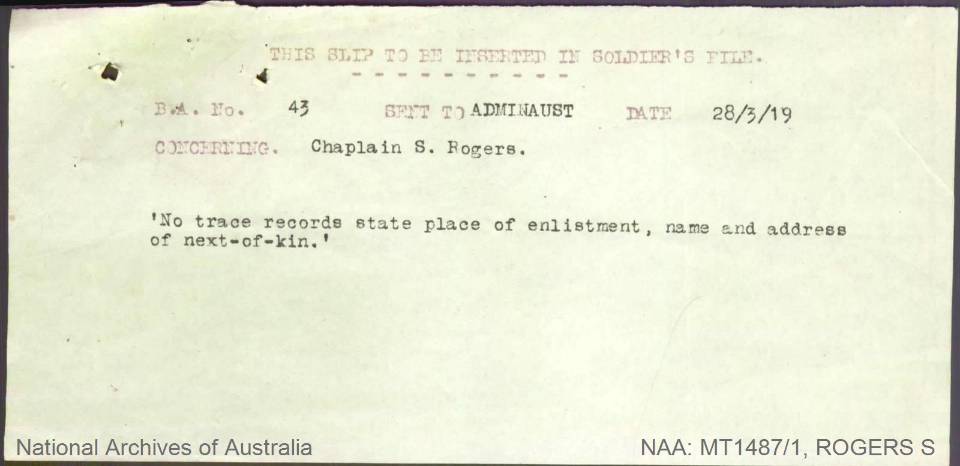 THIS SLIP TO BE INSERTED IN SOLDIER'S FILE.
- - - - - - - - - - -
B.A. No. 43 SENT TO ADMINAUST DATE 28/3/19
CONCERNING. Chaplain S. Rogers.
'No trace records state place of enlistment, name and address
of next-of-kin.'
National Archives of Australia NAA: MT1487/1, ROGERS S